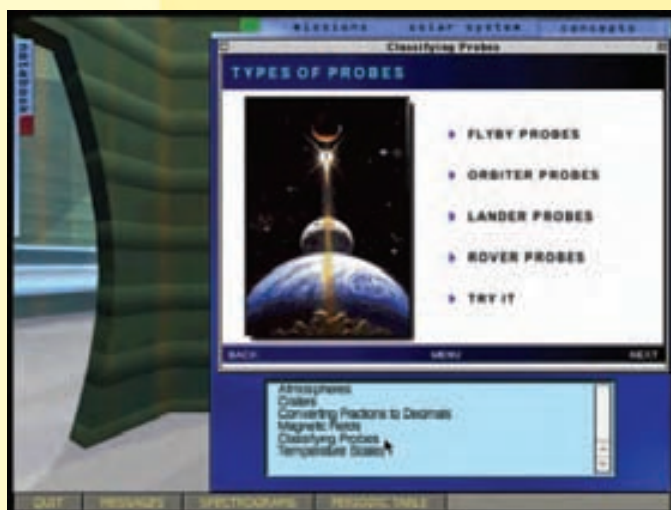 missions solar system concepts
notebook
Classifying Probes
TYPES OF PROBES
FLYBY PROBES
ORBITER PROBES
LANDER PROBES
ROVER PROBES
TRY IT
BACK MENU NEXT
Atmospheres
Craters
Converting Fractions to Decimals
Magnetic Fields
Classifying Probes
Temperature Scales
QUIT MESSAGES SPECTROGRAMS PERIODIC TABLE